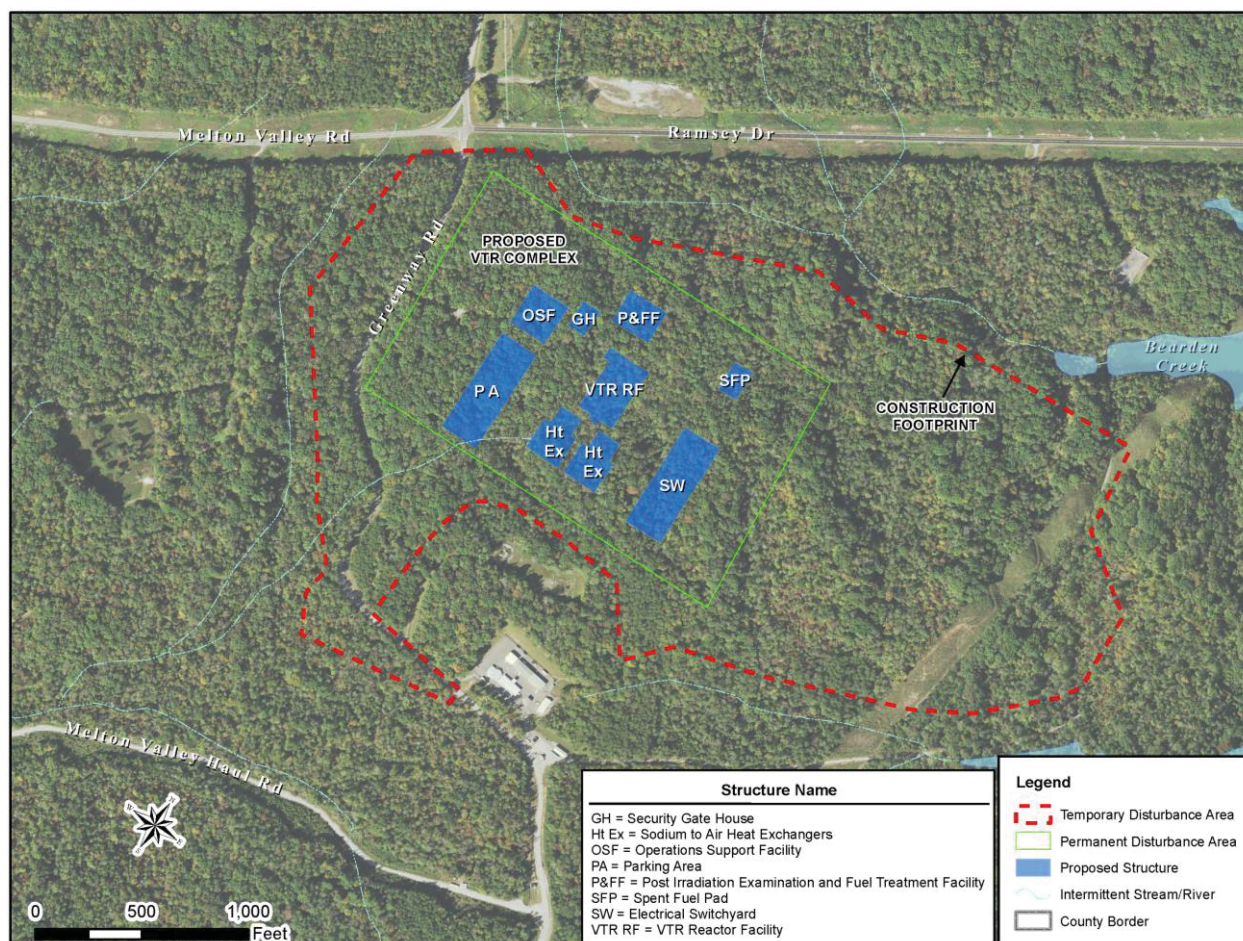 Melton Valley Rd
Ramsey Dr
Greenway Rd
PROPOSED
VTR COMPLEX
OSF
GH
P&FF
PA
VTR RF
SFP
Ht
Ex
Ht
Ex
SW
Bearden
Creek
CONSTRUCTION
FOOTPRINT
Melton Valley Haul Rd
0 500 1,000
Feet
Structure Name
GH = Security Gate House
Ht Ex = Sodium to Air Heat Exchangers
OSF = Operations Support Facility
PA = Parking Area
P&FF = Post Irradiation Examination and Fuel Treatment Facility
SFP = Spent Fuel Pad
SW = Electrical Switchyard
VTR RF = VTR Reactor Facility
Legend
Temporary Disturbance Area
Permanent Disturbance Area
Proposed Structure
Intermittent Stream/River
County Border